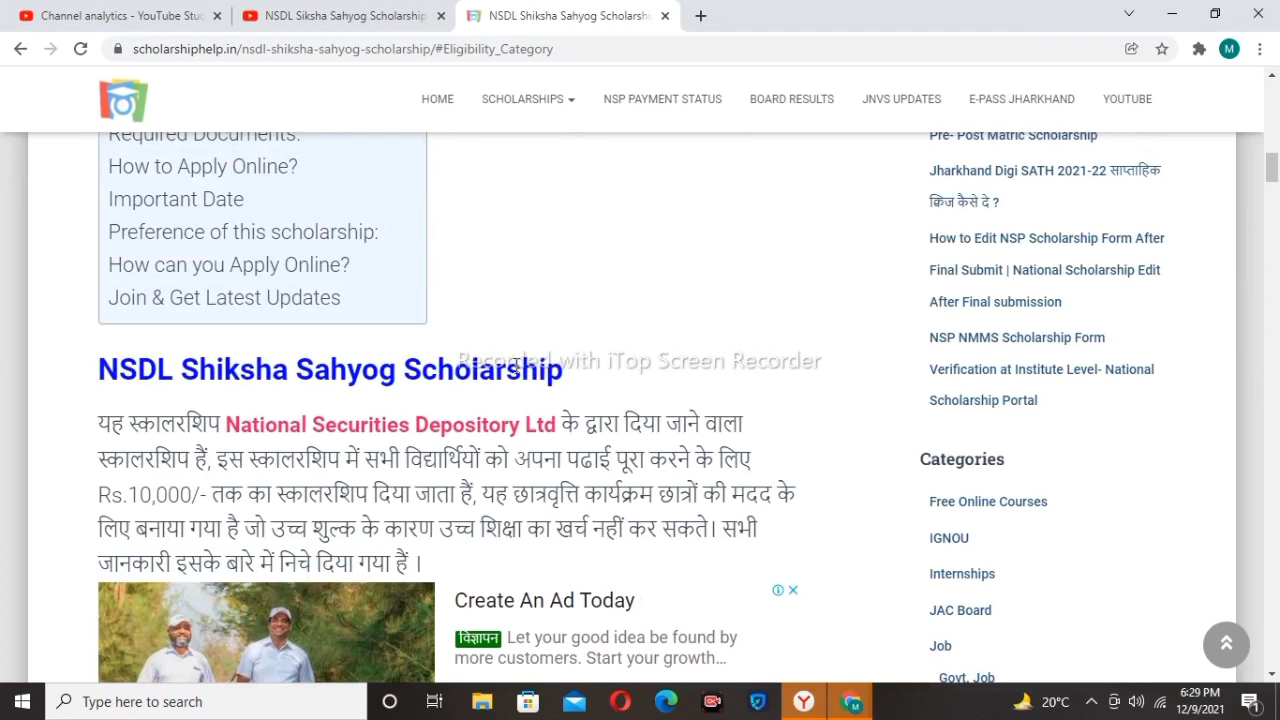 Channel analytics - YouTube Stud
NSDL Siksha Sahyog Scholarship
NSDL Shiksha Sahyog Scholarshi
scholarshiphelp.in/nsdl-shiksha-sahyog-scholarship/#Eligibility_Category
M
HOME
SCHOLARSHIPS
NSP PAYMENT STATUS
BOARD RESULTS
JNVS UPDATES
E-PASS JHARKHAND
YOUTUBE
Required Documents:
How to Apply Online?
Important Date
Preference of this scholarship:
How can you Apply Online?
Join & Get Latest Updates
NSDL Shiksha Sahyog Scholarship
Recorded with iTop Screen Recorder
यह स्कालरशिप National Securities Depository Ltd के द्वारा दिया जाने वाला
स्कालरशिप हैं, इस स्कालरशिप में सभी विद्यार्थियों को अपना पढाई पूरा करने के लिए
Rs.10,000/- तक का स्कालरशिप दिया जाता हैं, यह छात्रवृत्ति कार्यक्रम छात्रों की मदद के
लिए बनाया गया है जो उच्च शुल्क के कारण उच्च शिक्षा का खर्च नहीं कर सकते। सभी
जानकारी इसके बारे में निचे दिया गया हैं ।
Create An Ad Today
विज्ञापन Let your good idea be found by
more customers. Start your growth...
Pre- Post Matric Scholarship
Jharkhand Digi SATH 2021-22 साप्ताहिक
क्विज कैसे दे ?
How to Edit NSP Scholarship Form After
Final Submit | National Scholarship Edit
After Final submission
NSP NMMS Scholarship Form
Verification at Institute Level- National
Scholarship Portal
Categories
Free Online Courses
IGNOU
Internships
JAC Board
Job
Govt. Job
Type here to search
20°C
6:29 PM
12/9/2021
1